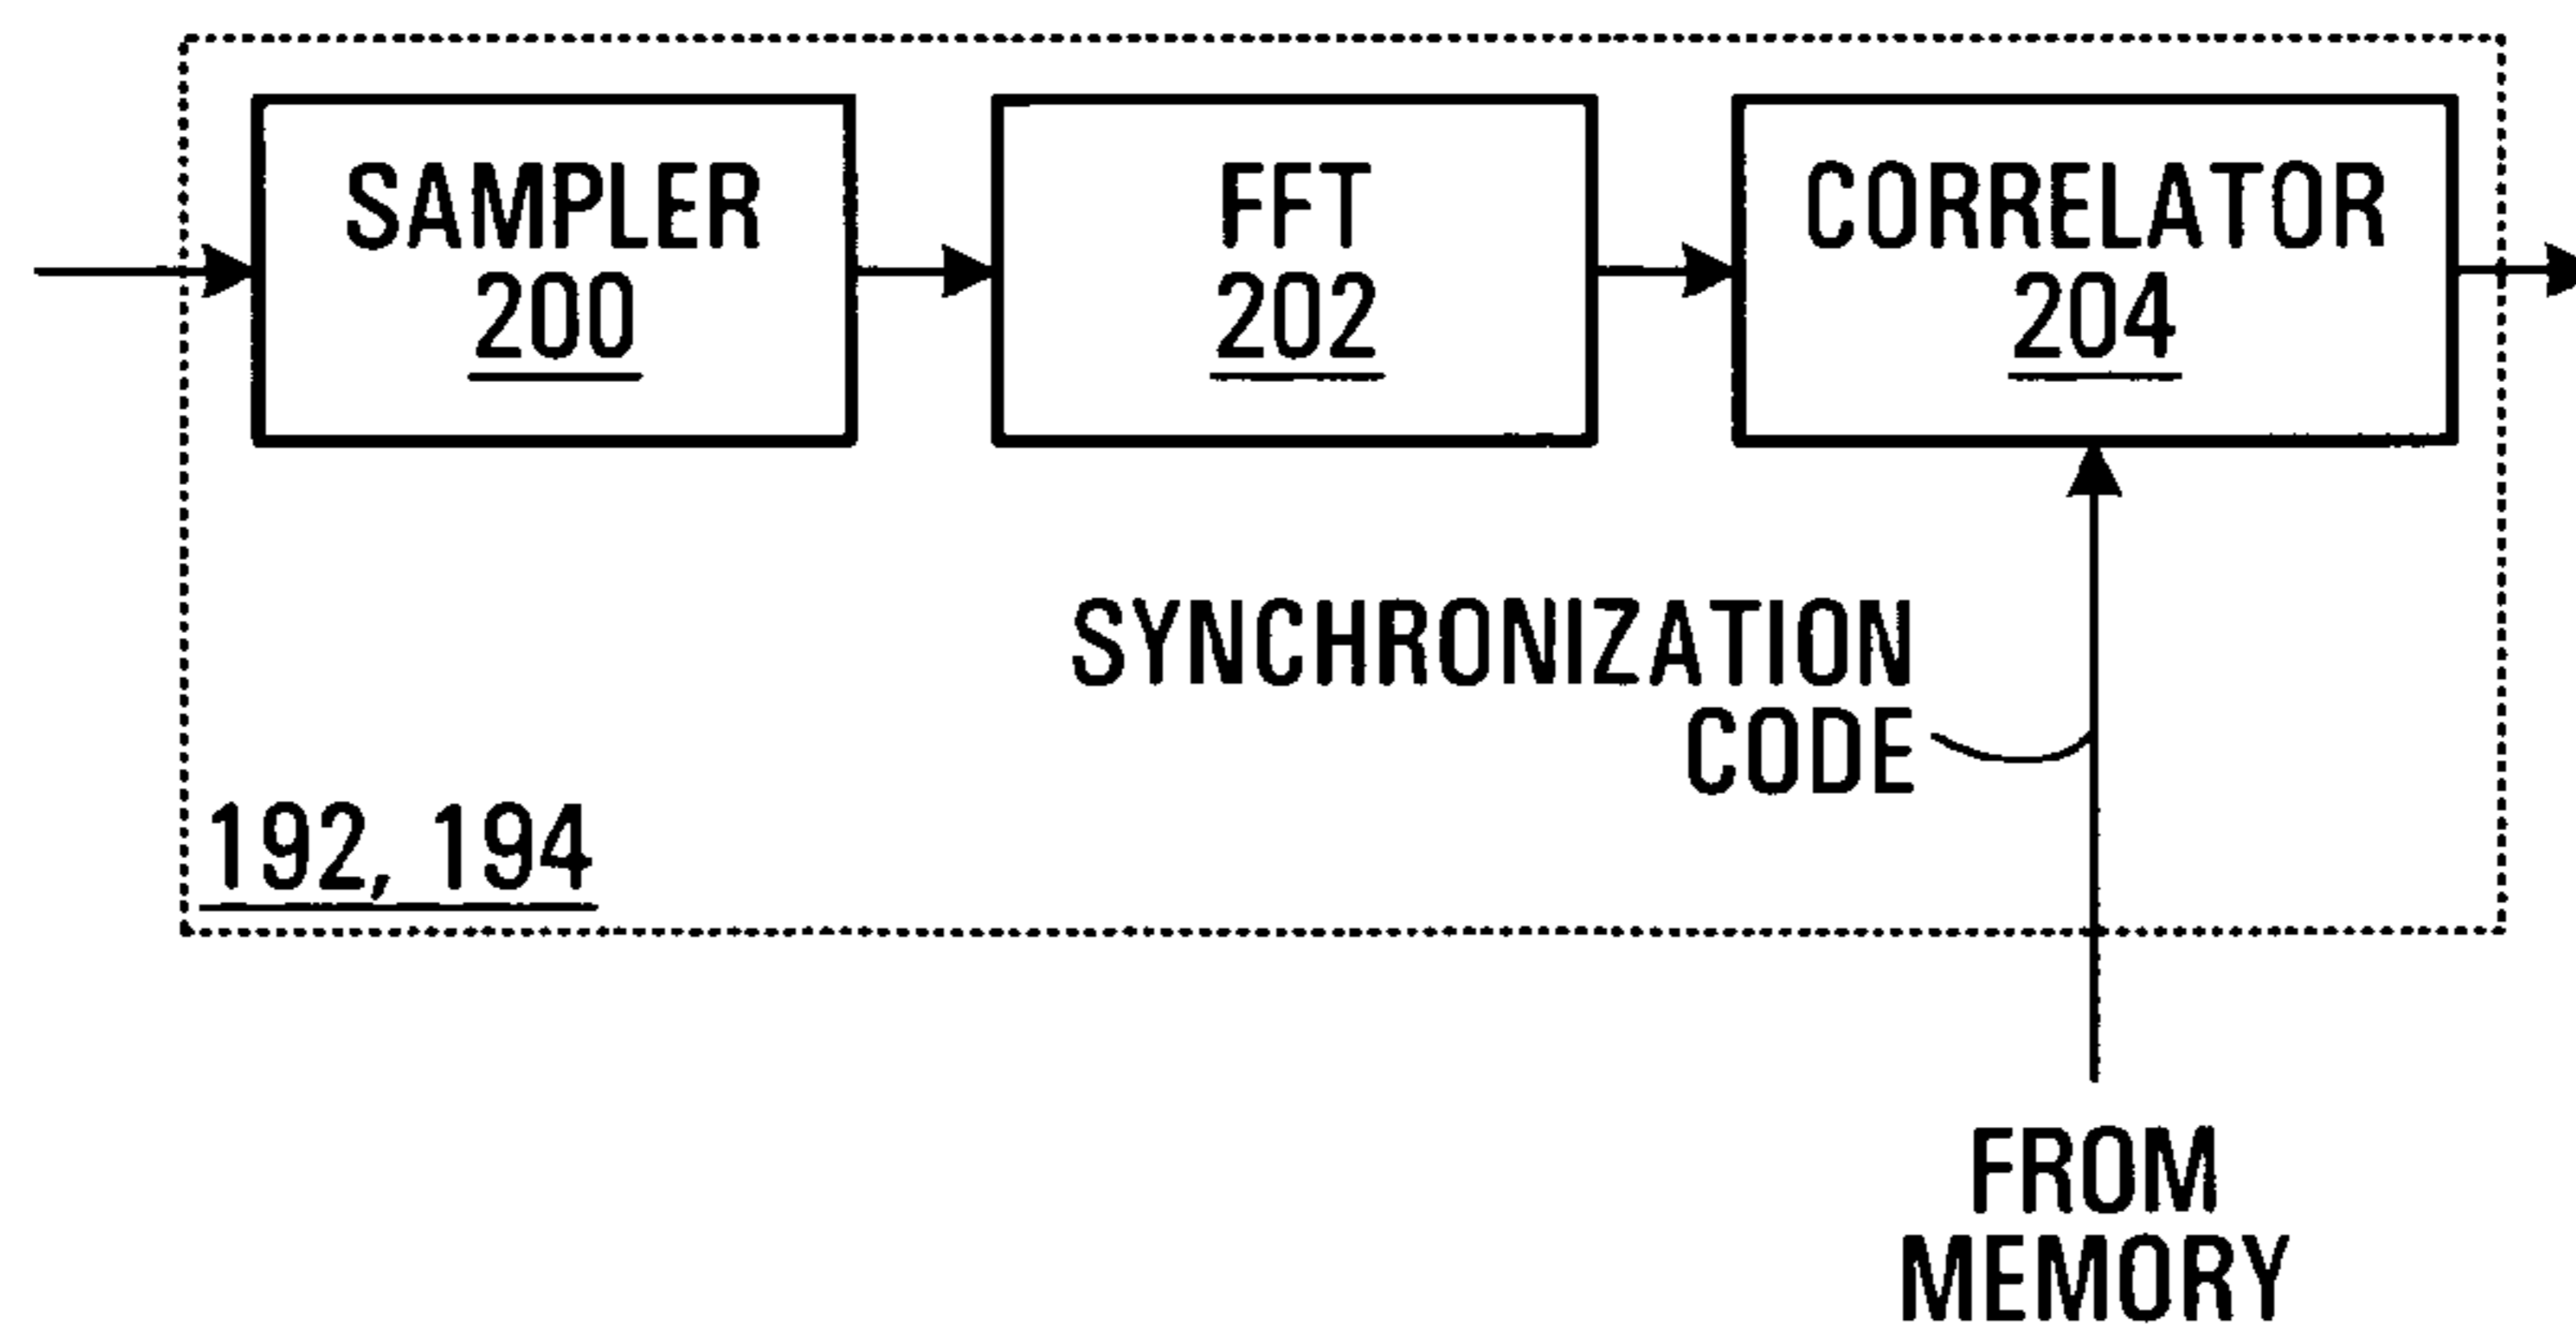 SAMPLER
200
FFT
202
CORRELATOR
204
SYNCHRONIZATION
CODE
192, 194
FROM
MEMORY